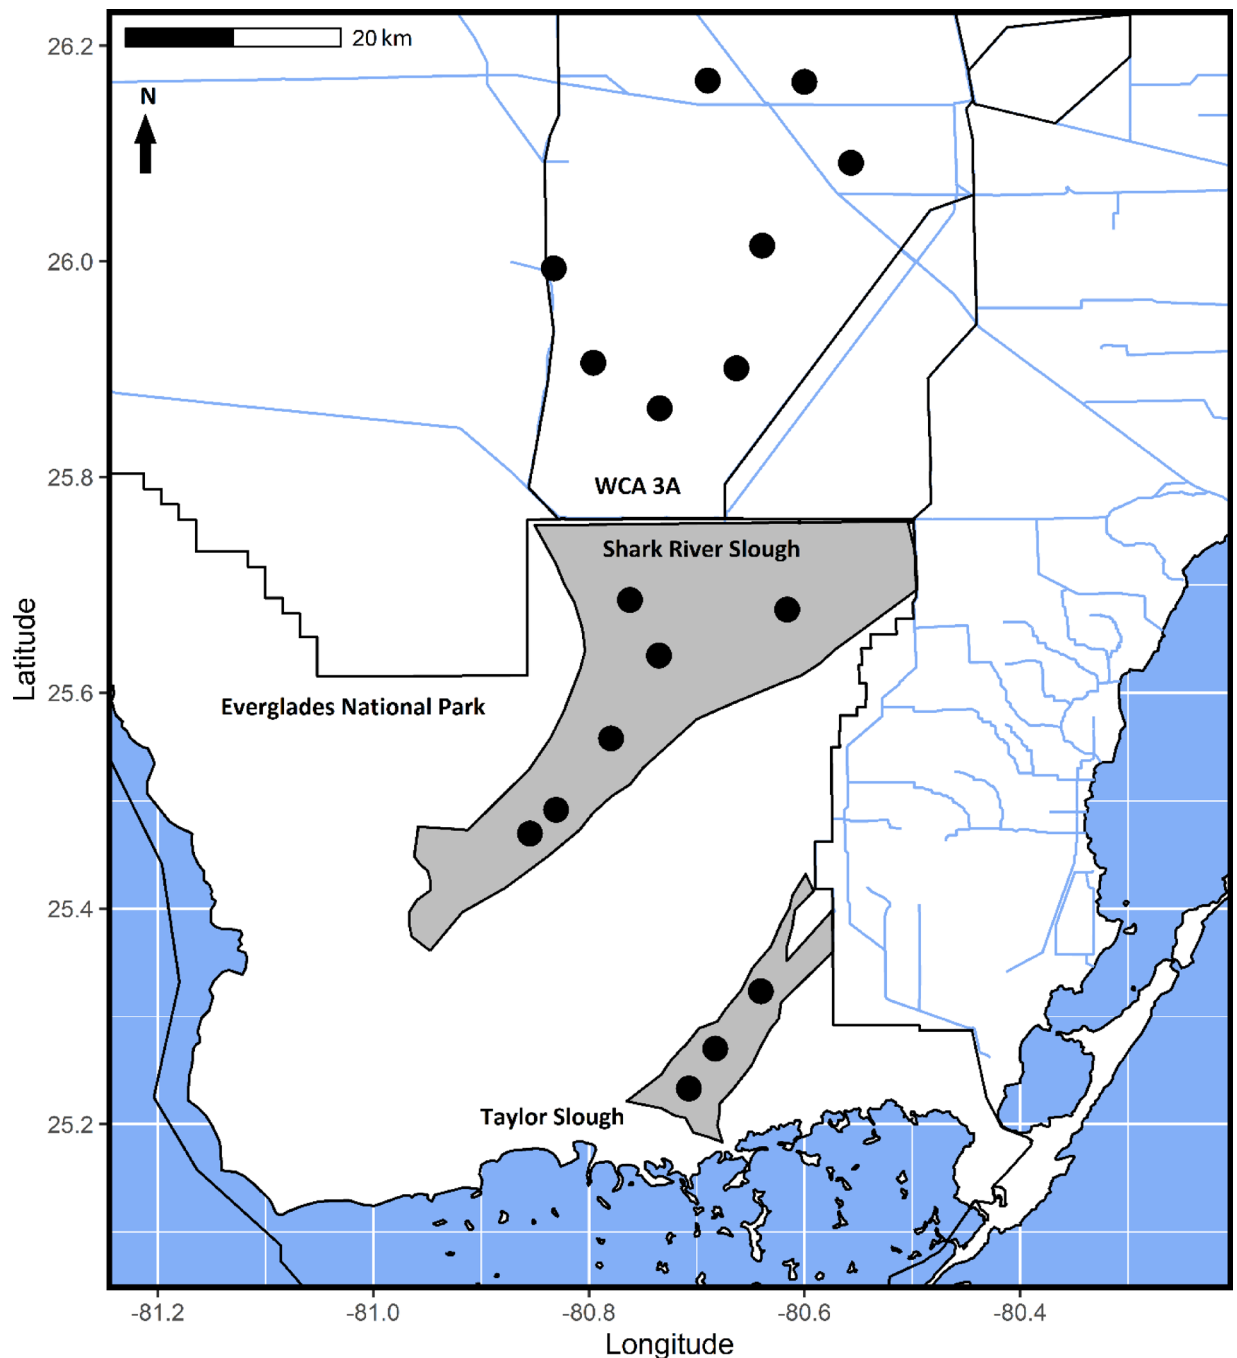 20 km
N
26.2
26.0
25.8
25.6
25.4
25.2
Latitude
WCA 3A
Shark River Slough
Everglades National Park
Taylor Slough
-81.2
-81.0
-80.8
-80.6
-80.4
Longitude